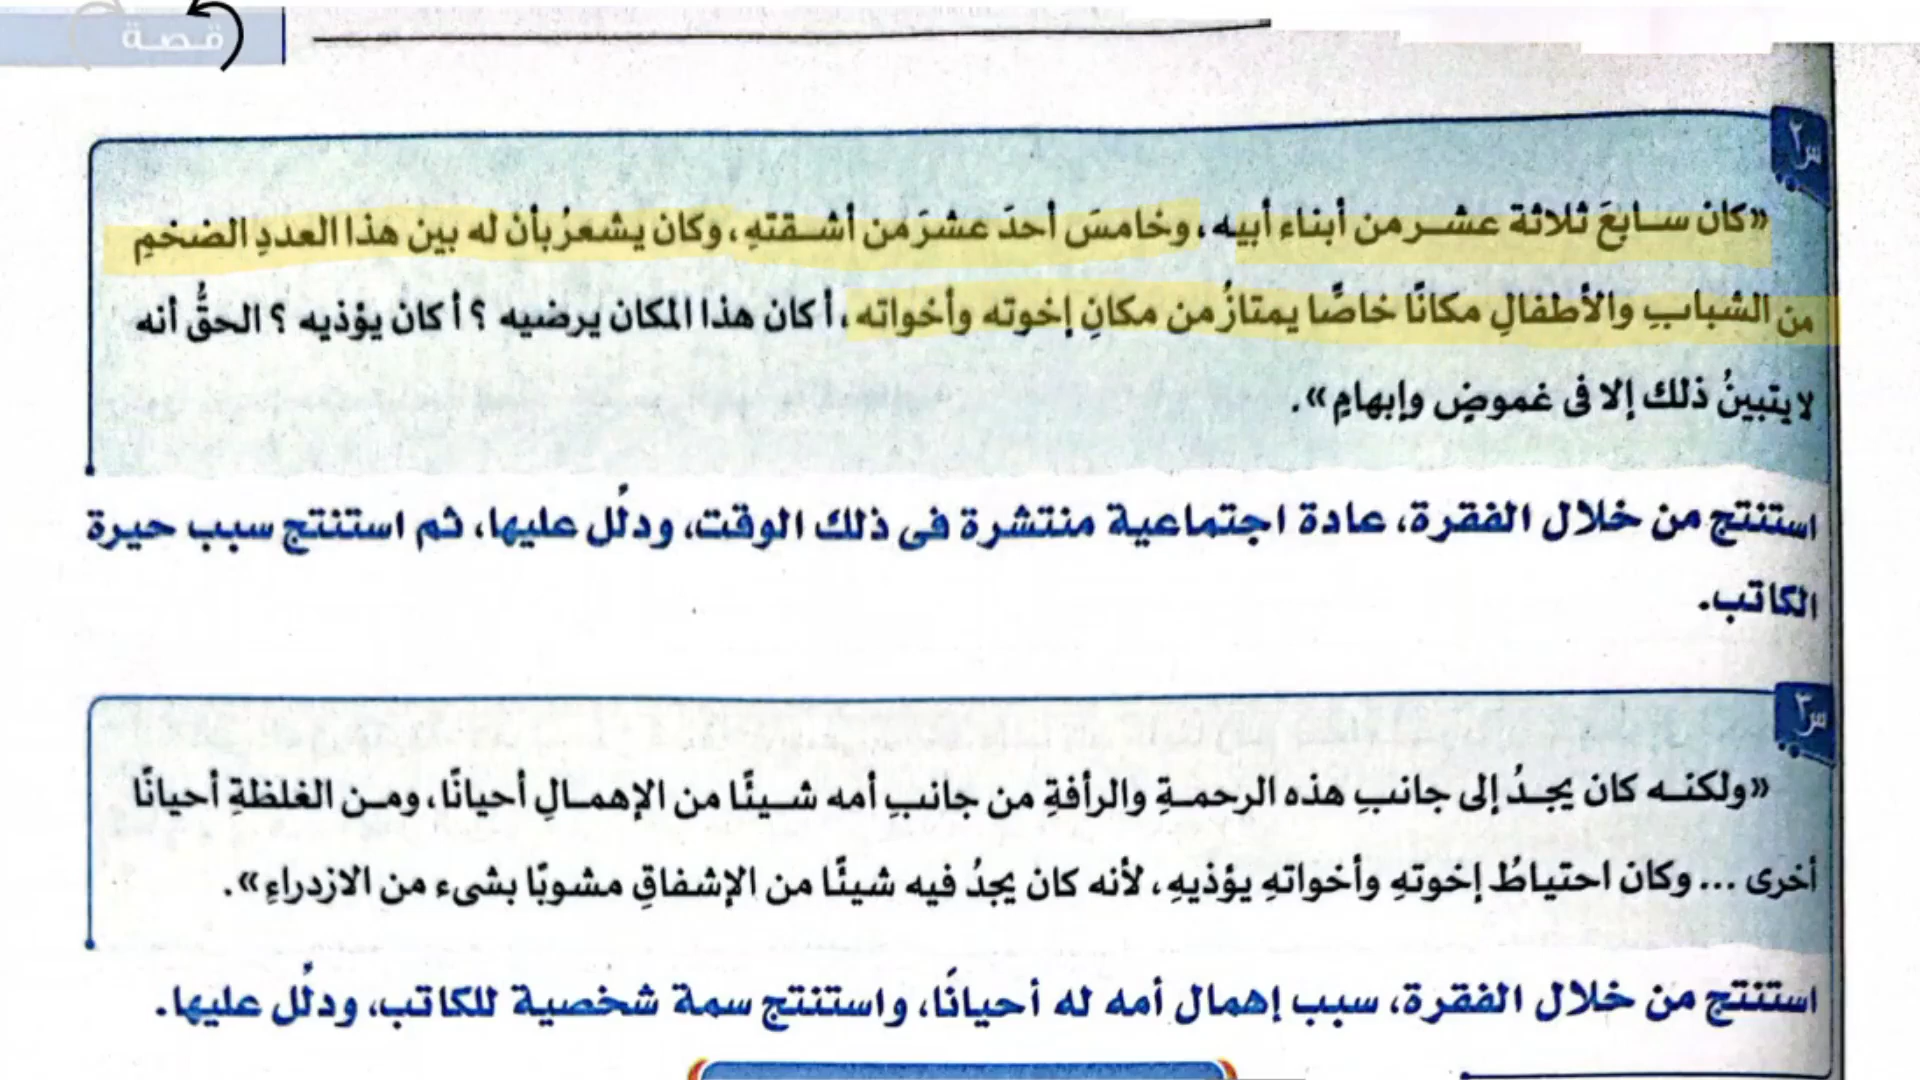 قصة
س٢
«كان سابعَ ثلاثة عشر من أبناء أبيه، وخامسَ أحدَ عشرَ من أشقتهِ، وكان يشعرُ بأن له بين هذا العددِ الضخمِ
من الشبابِ والأطفالِ مكانًا خاصًّا يمتازُ من مكانِ إخوته وأخواته، أكان هذا المكان يرضيه ؟ أكان يؤذيه ؟ الحقُّ أنه
لا يتبينُ ذلك إلا فى غموضٍ وإبهامٍ».
استنتج من خلال الفقرة، عادة اجتماعية منتشرة فى ذلك الوقت، ودلِّل عليها، ثم استنتج سبب حيرة
الكاتب.
س٣
«ولكنه كان يجدُ إلى جانبِ هذه الرحمةِ والرأفةِ من جانبِ أمه شيئًا من الإهمالِ أحيانًا، ومن الغلظةِ أحيانًا
أخرى ... وكان احتياطُ إخوتهِ وأخواتهِ يؤذيهِ، لأنه كان يجدُ فيه شيئًا من الإشفاقِ مشوبًا بشىء من الازدراءِ».
استنتج من خلال الفقرة، سبب إهمال أمه له أحيانًا، واستنتج سمة شخصية للكاتب، ودلِّل عليها.